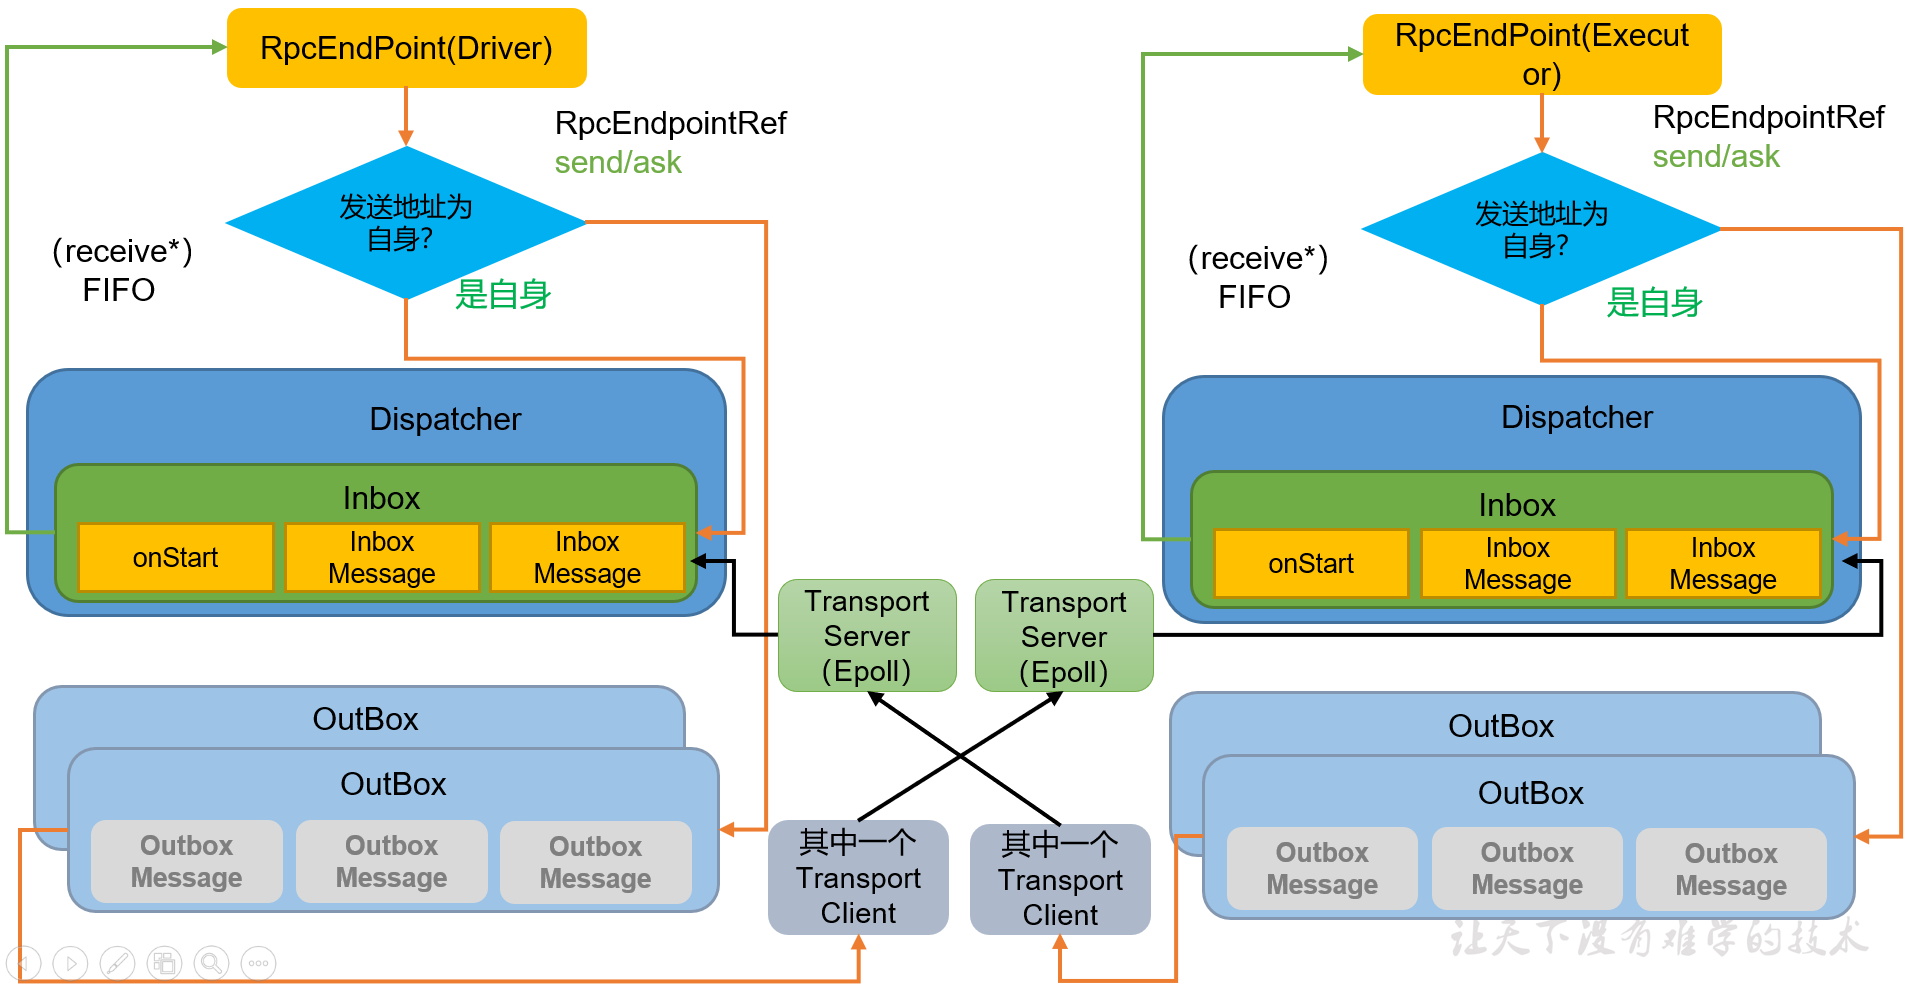 RpcEndPoint(Driver)
RpcEndpointRef
send/ask
发送地址为
自身?
(receive*)
FIFO
是自身
Dispatcher
Inbox
onStart
Inbox
Message
Inbox
Message
OutBox
OutBox
Outbox
Message
Outbox
Message
Outbox
Message
Transport
Server
(Epoll)
Transport
Server
(Epoll)
其中一个
Transport
Client
其中一个
Transport
Client
RpcEndPoint(Execut
or)
RpcEndpointRef
send/ask
发送地址为
自身?
(receive*)
FIFO
是自身
Dispatcher
Inbox
onStart
Inbox
Message
Inbox
Message
OutBox
OutBox
Outbox
Message
Outbox
Message
Outbox
Message
让天下没有难学的技术